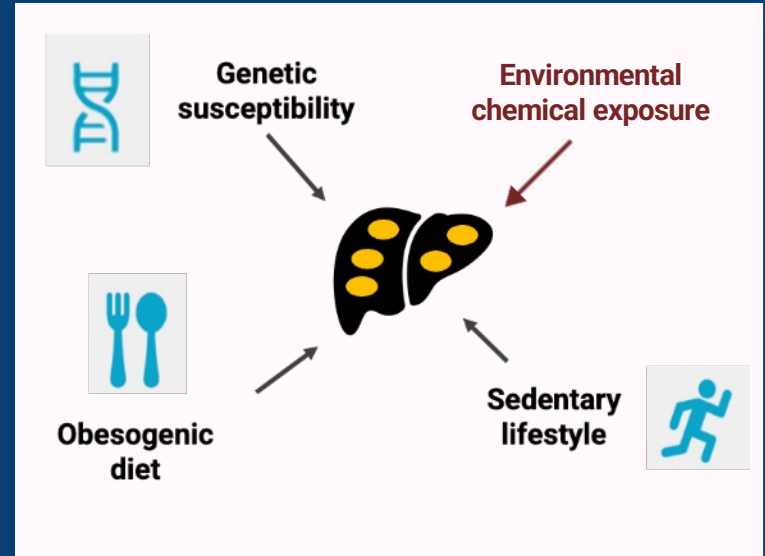 Genetic
susceptibility
Environmental
chemical exposure
Obesogenic
diet
Sedentary
lifestyle